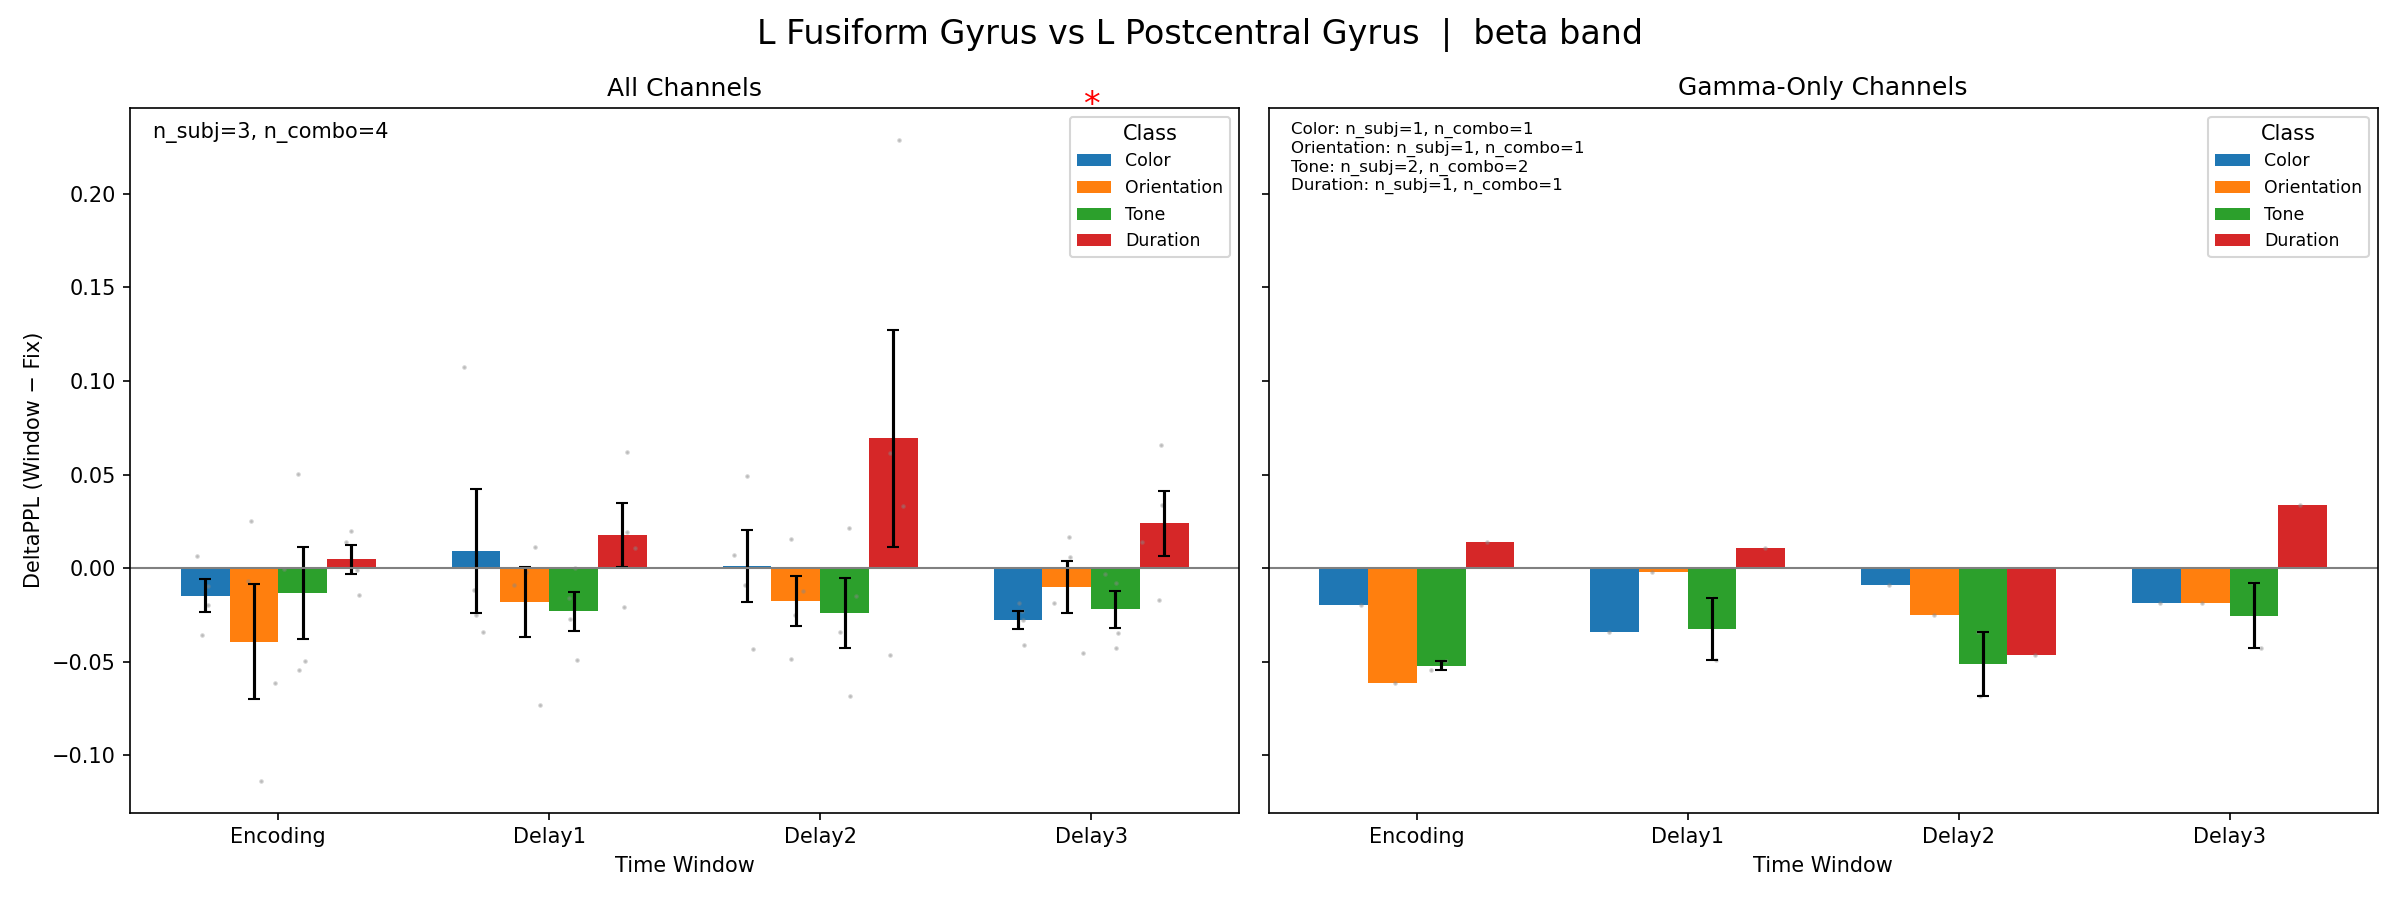 L Fusiform Gyrus vs L Postcentral Gyrus | beta band
All Channels
*
n_subj=3, n_combo=4
Class
Color
Orientation
Tone
Duration
DeltaPPL (Window − Fix)
0.20
0.15
0.10
0.05
0.00
−0.05
−0.10
Encoding
Delay1
Delay2
Delay3
Time Window
Gamma-Only Channels
Color: n_subj=1, n_combo=1
Orientation: n_subj=1, n_combo=1
Tone: n_subj=2, n_combo=2
Duration: n_subj=1, n_combo=1
Class
Color
Orientation
Tone
Duration
Encoding
Delay1
Delay2
Delay3
Time Window